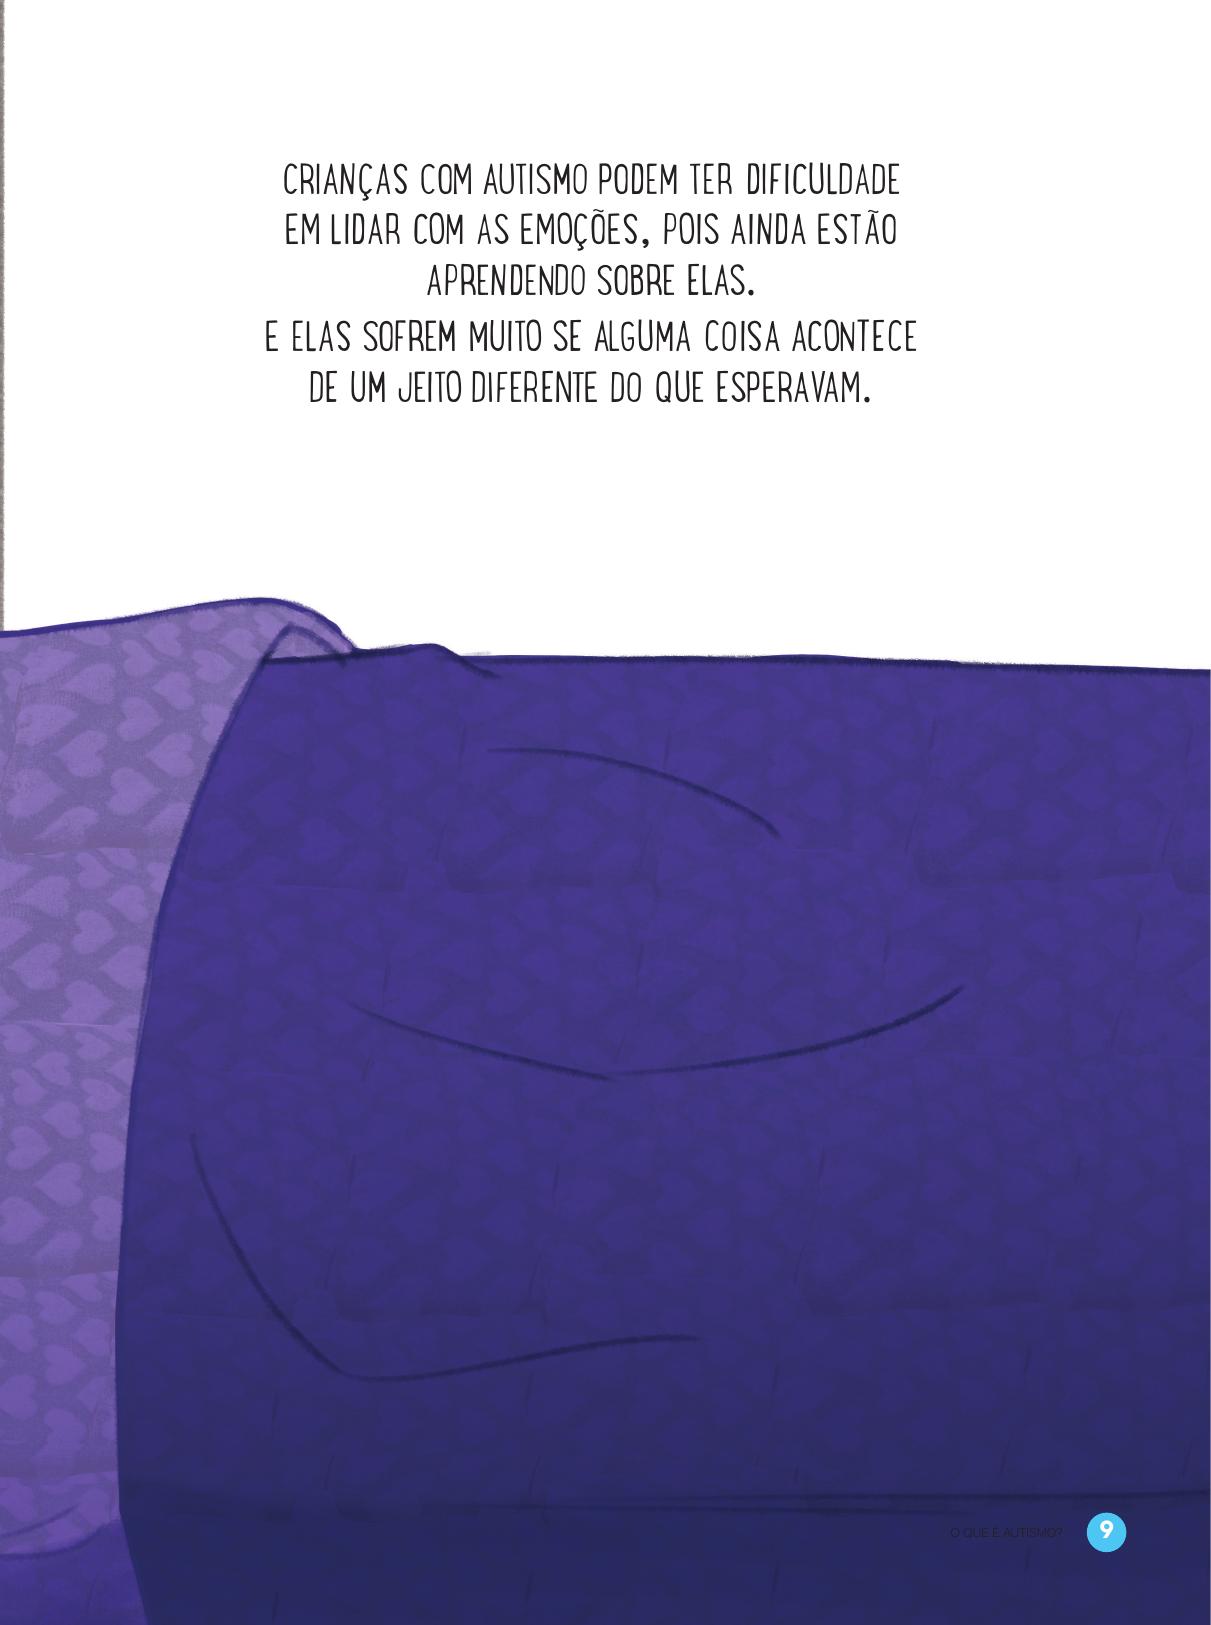 CRIANÇAS COM AUTISMO PODEM TER DIFICULDADE
EM LIDAR COM AS EMOÇÕES, POIS AINDA ESTÃO
APRENDENDO SOBRE ELAS.
E ELAS SOFREM MUITO SE ALGUMA COISA ACONTECE
DE UM JEITO DIFERENTE DO QUE ESPERAVAM.
O QUE É AUTISMO? 9